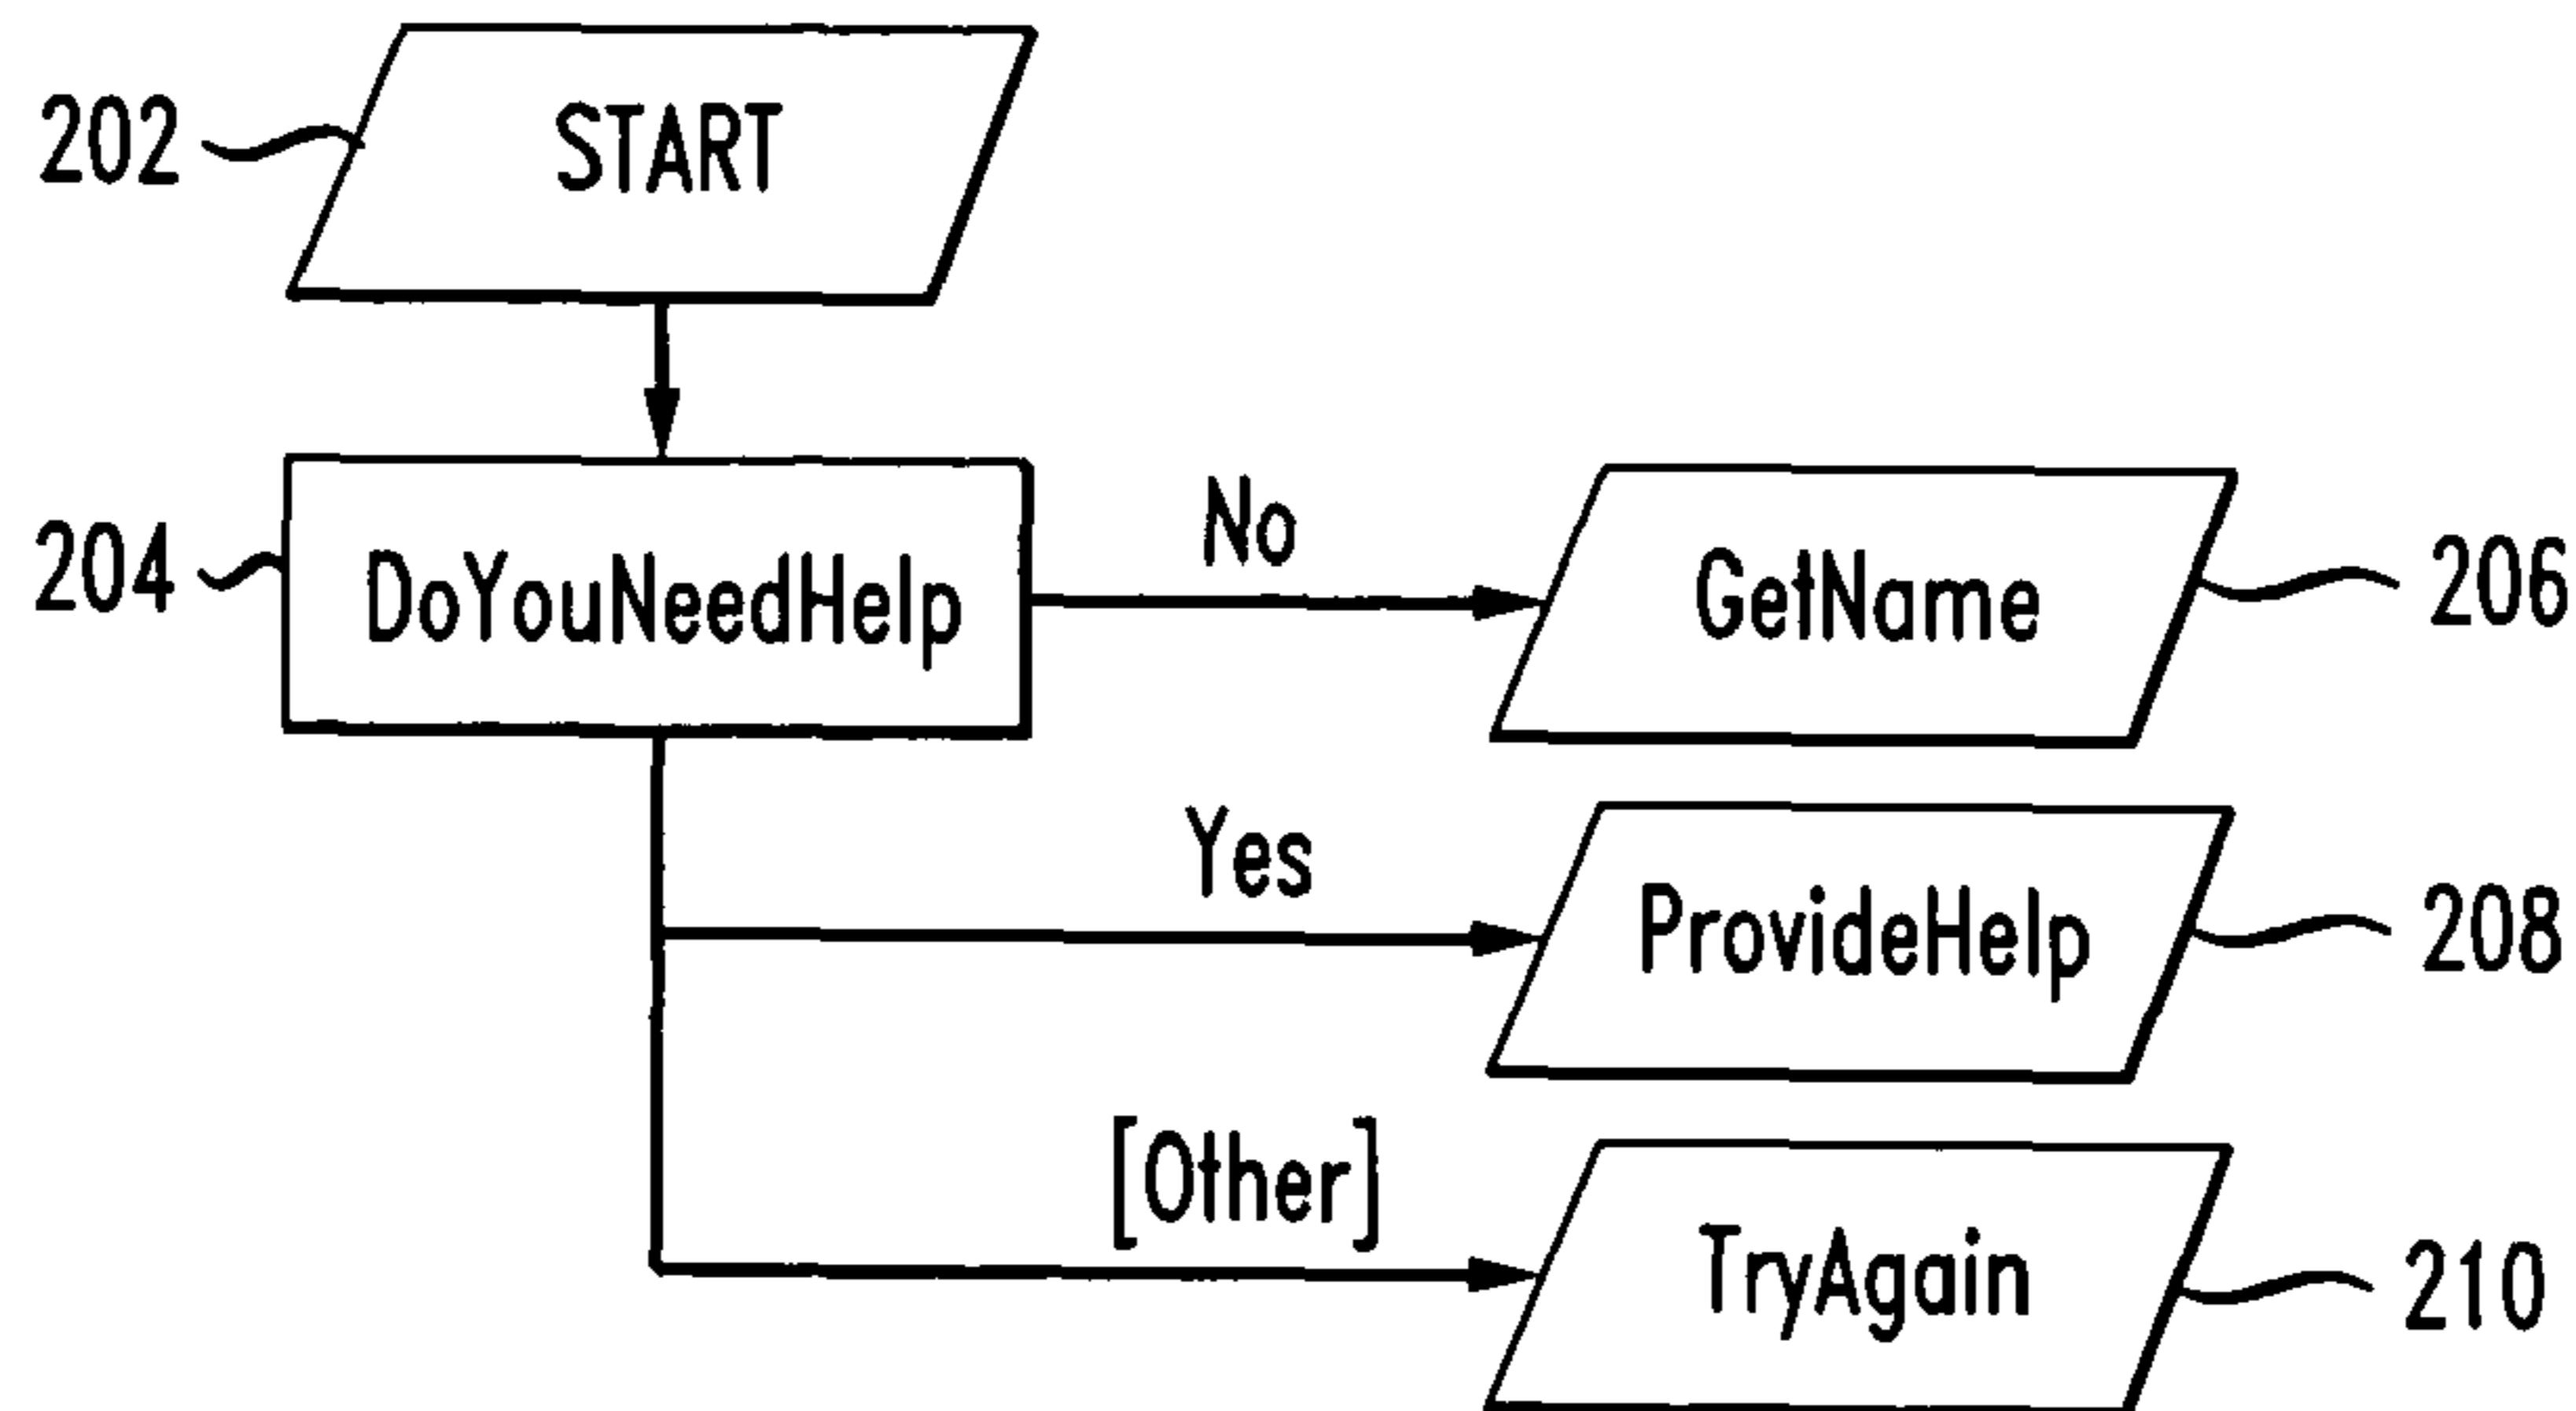 202
START
204
DoYouNeedHelp
No
GetName
206
Yes
ProvideHelp
208
[Other]
TryAgain
210